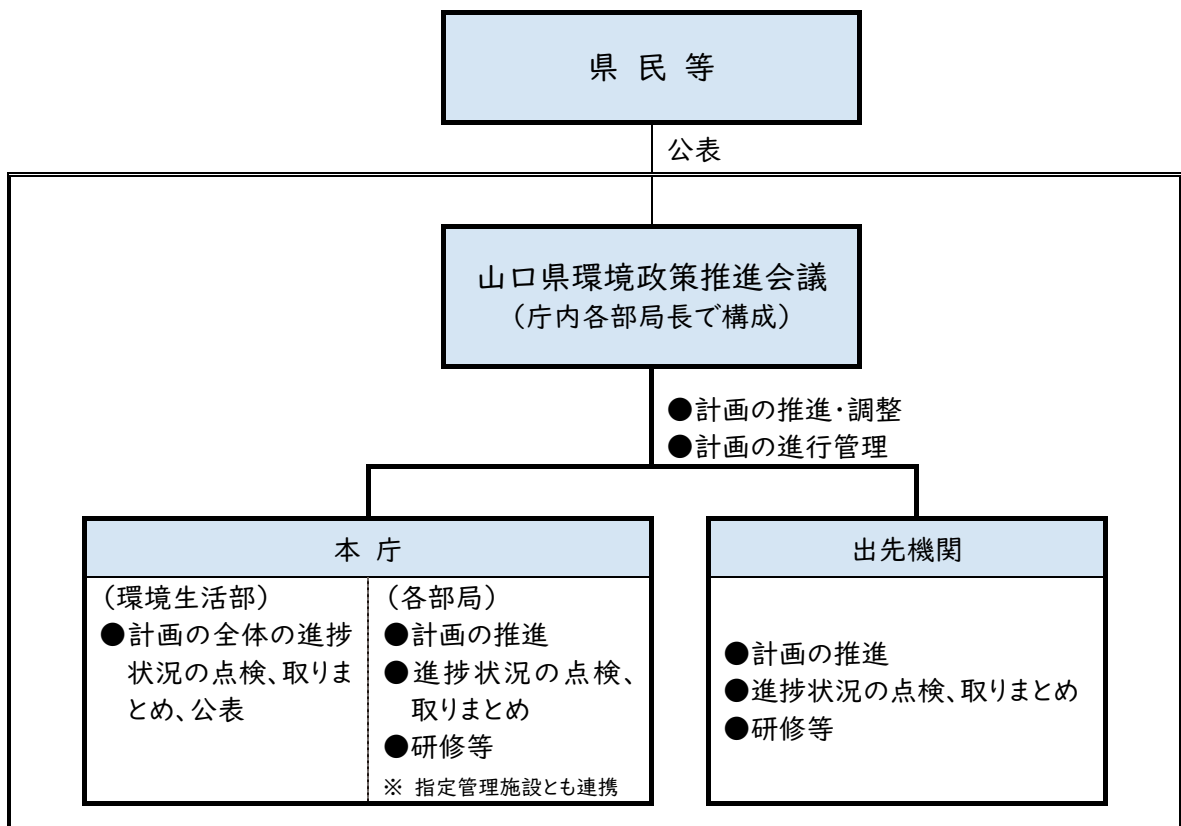 県 民 等
公表
山口県環境政策推進会議
（庁内各部局長で構成）
●計画の推進・調整
●計画の進行管理
本 庁
（環境生活部）
●計画の全体の進捗
状況の点検、取りま
とめ、公表
（各部局）
●計画の推進
●進捗状況の点検、
取りまとめ
●研修等
※ 指定管理施設とも連携
出先機関
●計画の推進
●進捗状況の点検、取りまとめ
●研修等